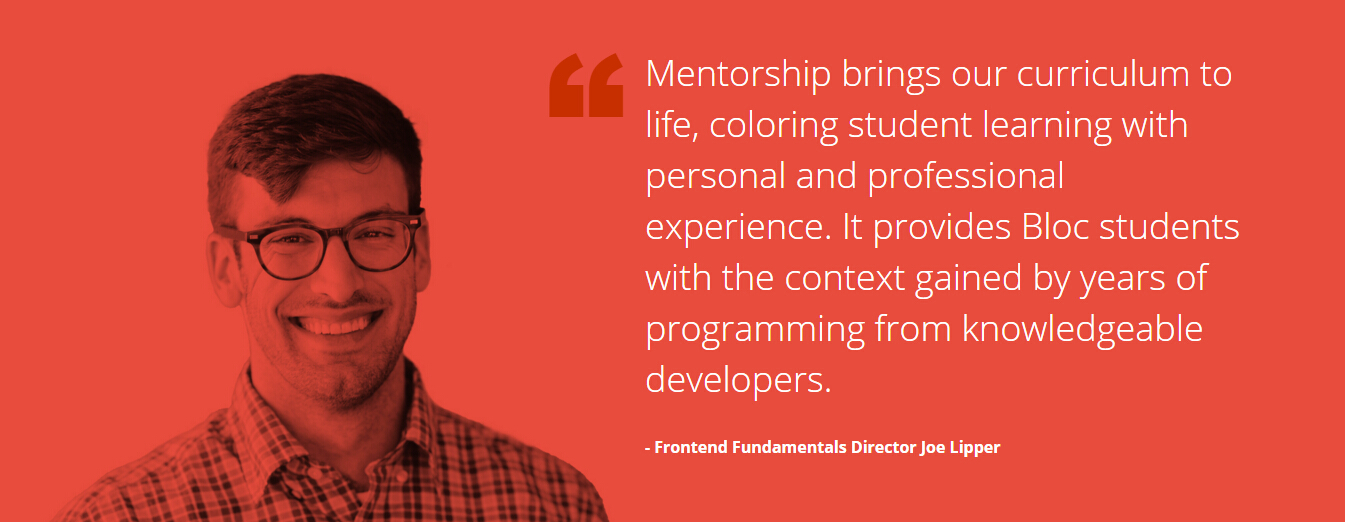 “
Mentorship brings our curriculum to
life, coloring student learning with
personal and professional
experience. It provides Bloc students
with the context gained by years of
programming from knowledgeable
developers.
- Frontend Fundamentals Director Joe Lipper